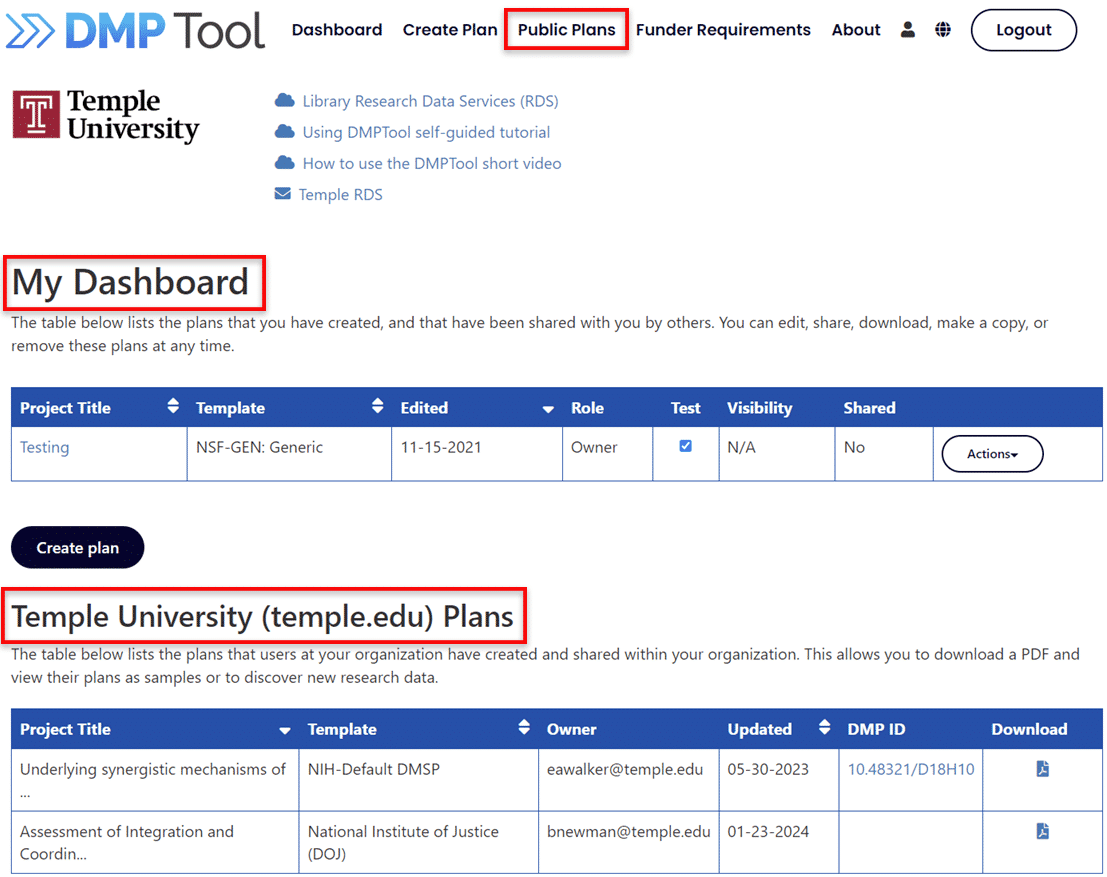 DMP Tool Dashboard Create Plan Public Plans Funder Requirements About Logout
Temple
University
Library Research Data Services (RDS)
Using DMPTool self-guided tutorial
How to use the DMPTool short video
Temple RDS
My Dashboard
The table below lists the plans that you have created, and that have been shared with you by others. You can edit, share, download, make a copy, or
remove these plans at any time.
Project Title Template Edited Role Test Visibility Shared
Testing NSF-GEN: Generic 11-15-2021 Owner N/A No Actions
Create plan
Temple University (temple.edu) Plans
The table below lists the plans that users at your organization have created and shared within your organization. This allows you to download a PDF and
view their plans as samples or to discover new research data.
Project Title Template Owner Updated DMP ID Download
Underlying synergistic mechanisms of NIH-Default DMSP eawalker@temple.edu 05-30-2023 10.48321/D18H10
...
Assessment of Integration and National Institute of Justice bnewman@temple.edu 01-23-2024
Coordin... (DOJ)